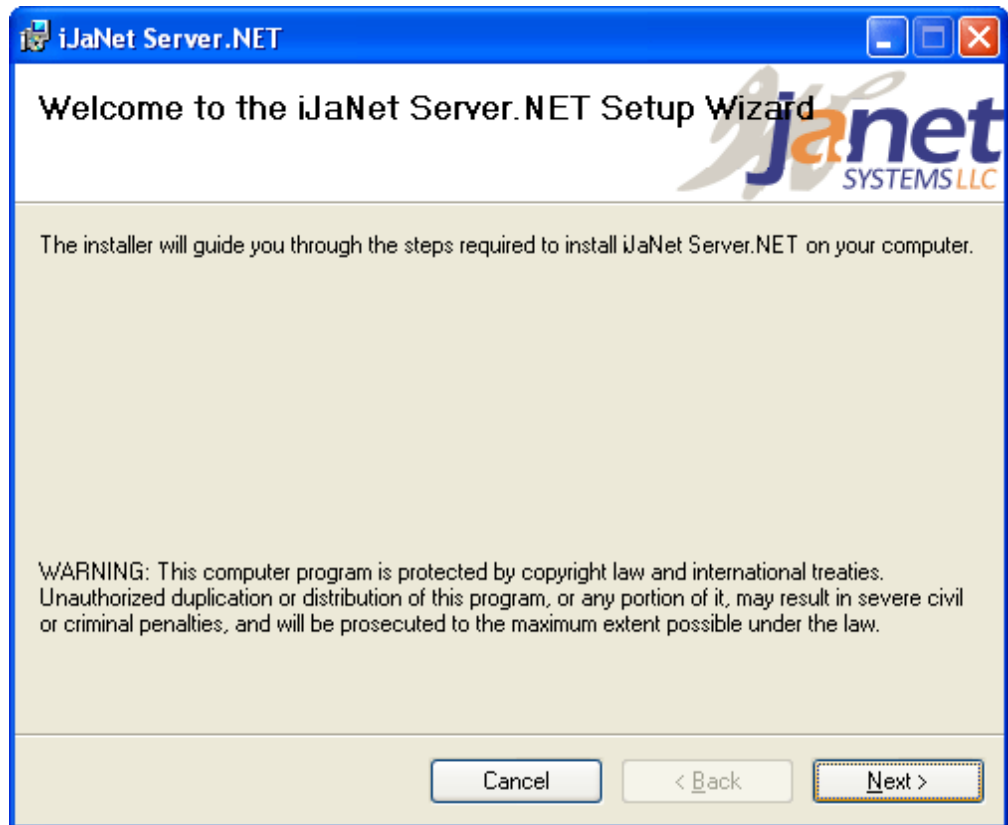 iJaNet Server.NET
Welcome to the iJaNet Server.NET Setup Wizard
janet
SYSTEMS LLC
The installer will guide you through the steps required to install iJaNet Server.NET on your computer.
WARNING: This computer program is protected by copyright law and international treaties.
Unauthorized duplication or distribution of this program, or any portion of it, may result in severe civil
or criminal penalties, and will be prosecuted to the maximum extent possible under the law.
Cancel < Back Next >